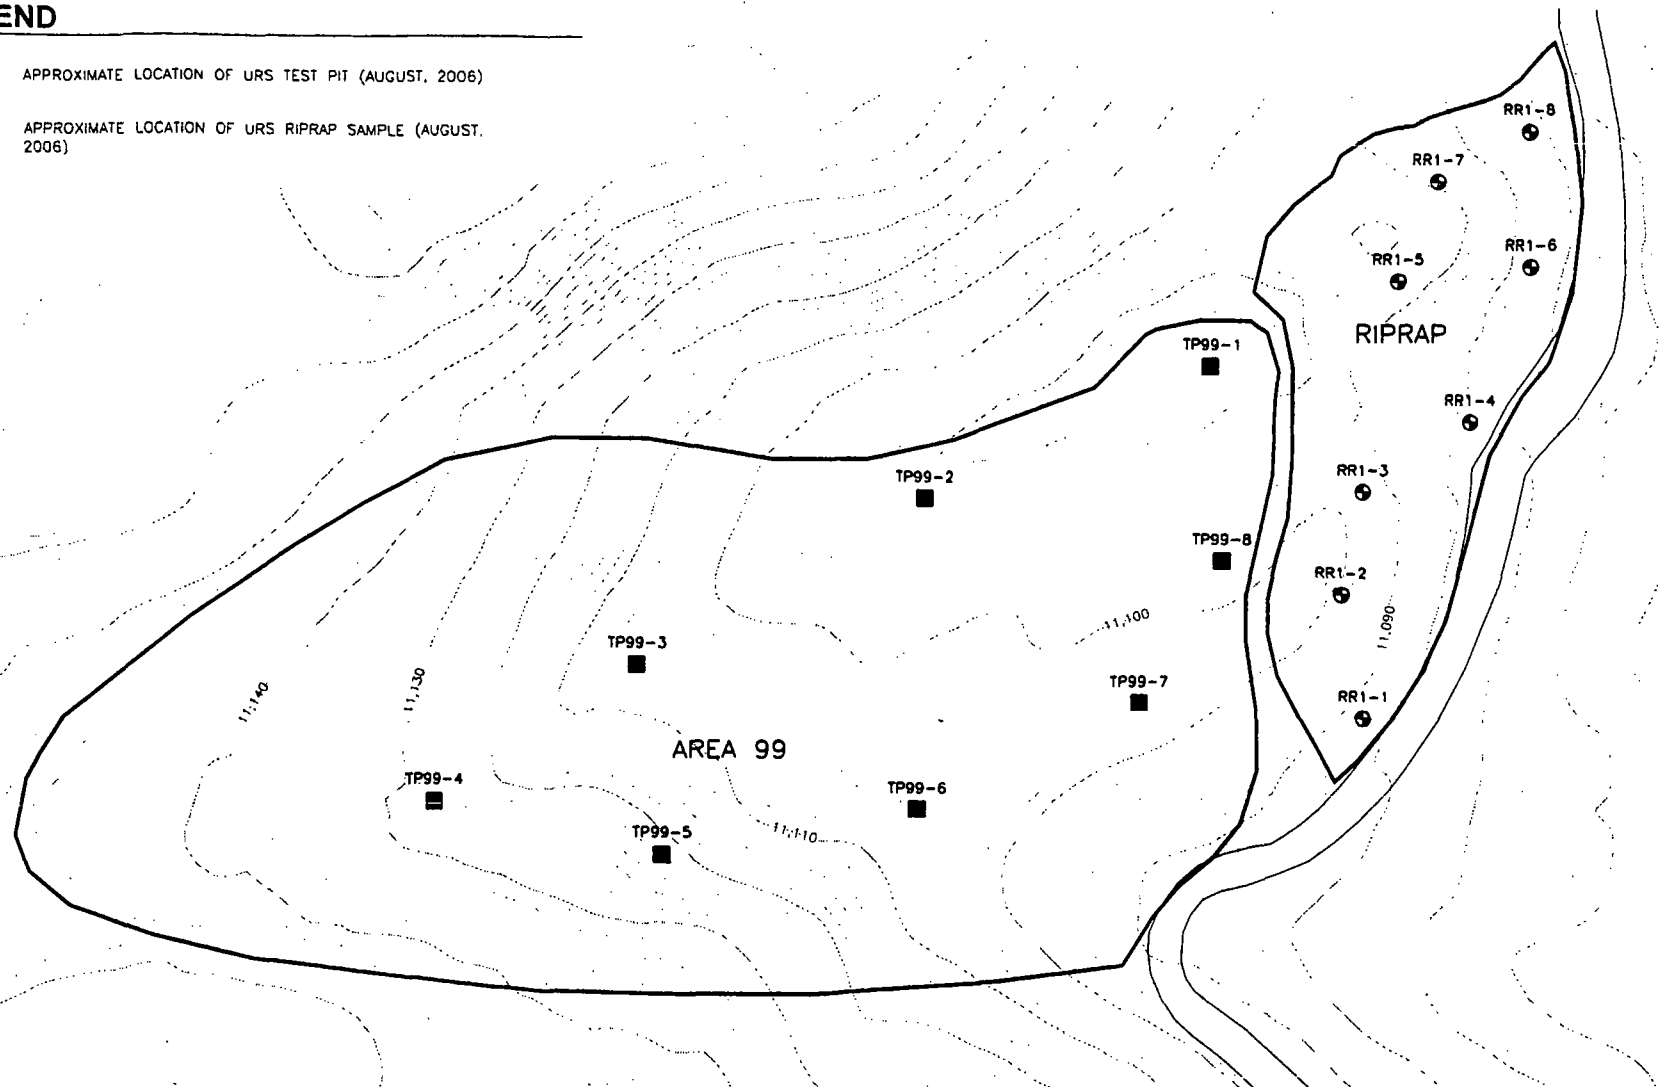 END
APPROXIMATE LOCATION OF URS TEST PIT (AUGUST, 2006)
APPROXIMATE LOCATION OF URS RIPRAP SAMPLE (AUGUST,
2006)
RR1-8
RR1-7
RR1-6
RR1-5
RIPRAP
TP99-1
RR1-4
RR1-3
TP99-2
TP99-8
RR1-2
11,100
11,090
TP99-3
TP99-7
11,140
11,130
RR1-1
AREA 99
TP99-4
TP99-6
TP99-5
11,110